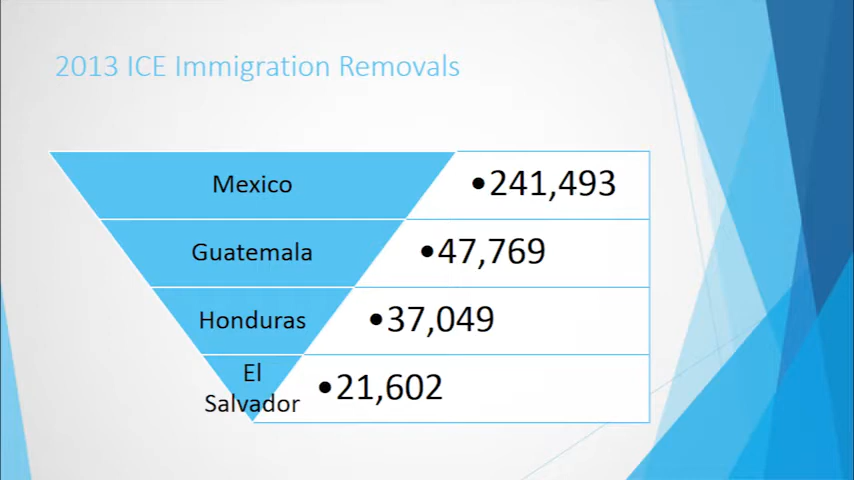 2013 ICE Immigration Removals
Mexico
•241,493
Guatemala
•47,769
Honduras
•37,049
El
Salvador
•21,602